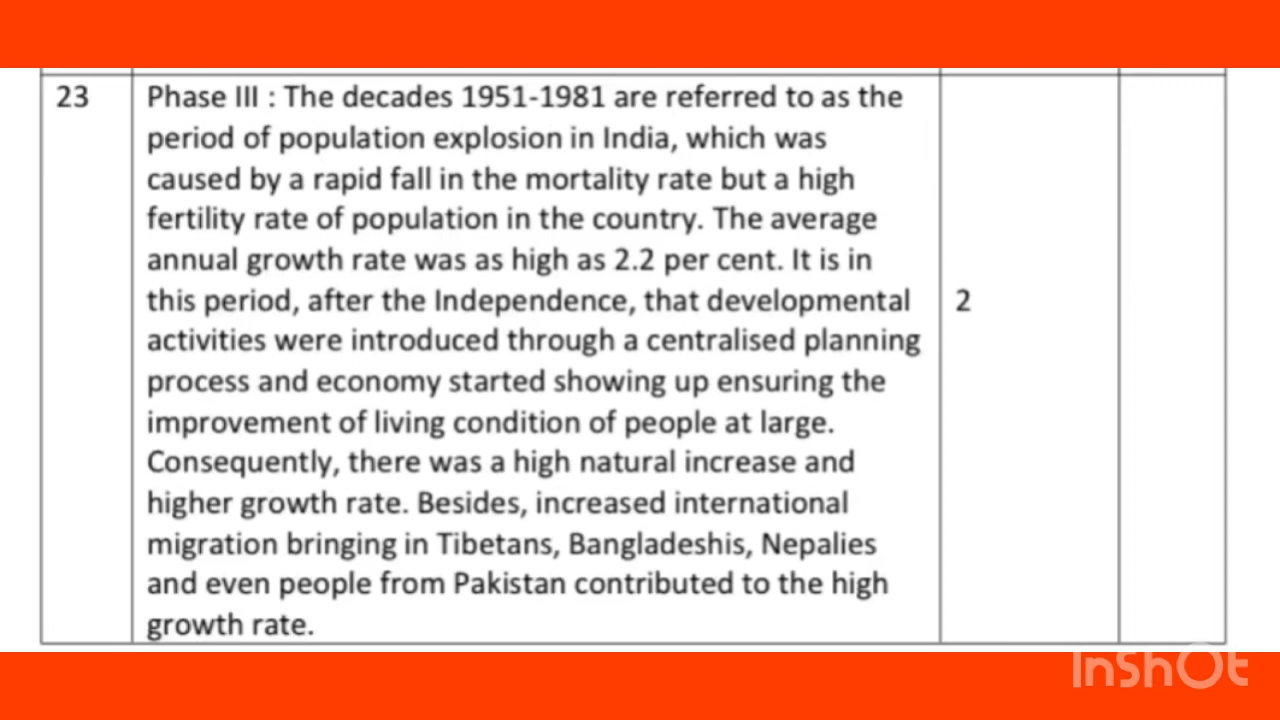 23
Phase III : The decades 1951-1981 are referred to as the
period of population explosion in India, which was
caused by a rapid fall in the mortality rate but a high
fertility rate of population in the country. The average
annual growth rate was as high as 2.2 per cent. It is in
this period, after the Independence, that developmental
activities were introduced through a centralised planning
process and economy started showing up ensuring the
improvement of living condition of people at large.
Consequently, there was a high natural increase and
higher growth rate. Besides, increased international
migration bringing in Tibetans, Bangladeshis, Nepalies
and even people from Pakistan contributed to the high
growth rate.
2
InShOt